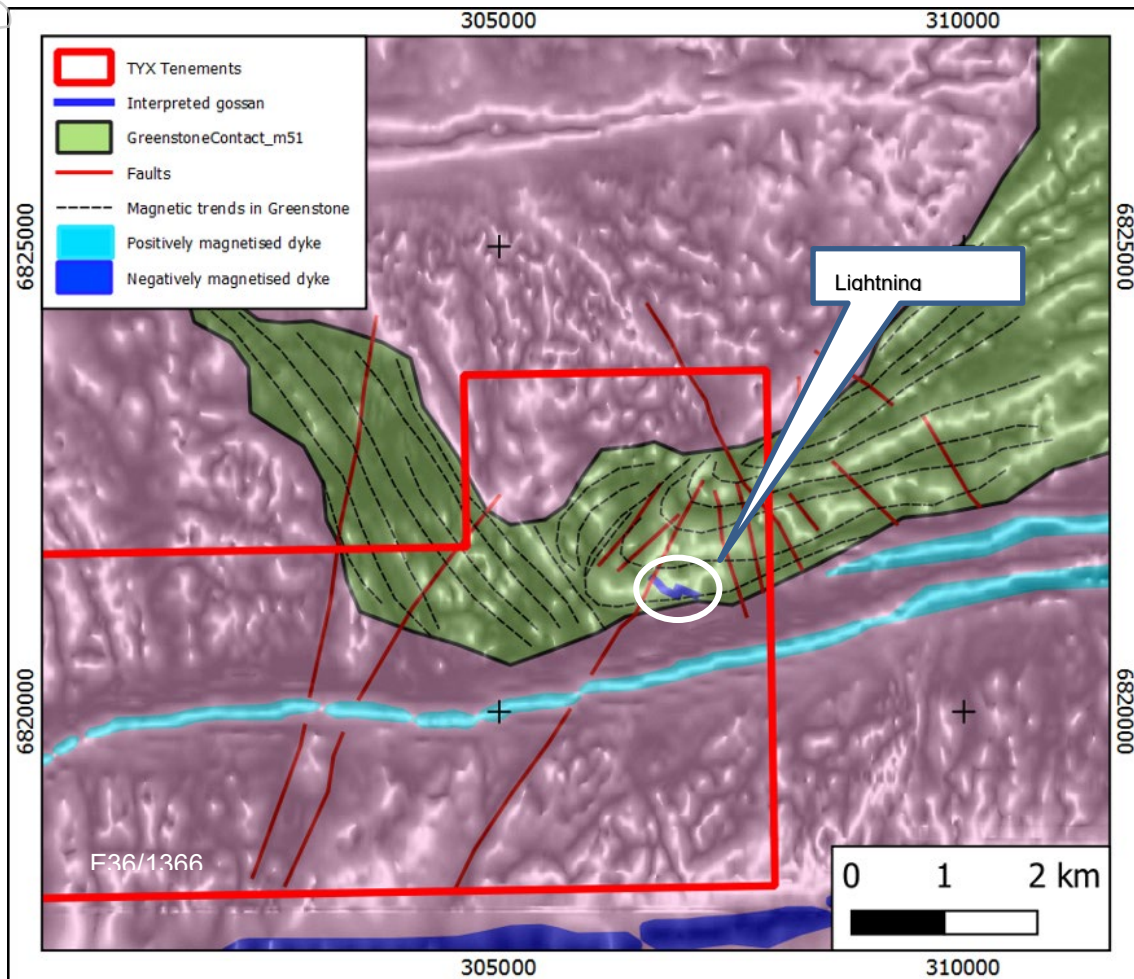 305000
310000
TYX Tenements
Interpreted gossan
GreenstoneContact_m51
Faults
Magnetic trends in Greenstone
Positively magnetised dyke
Negatively magnetised dyke
6825000
6825000
Lightning
6820000
6820000
E36/1366
0 1 2 km
305000
310000